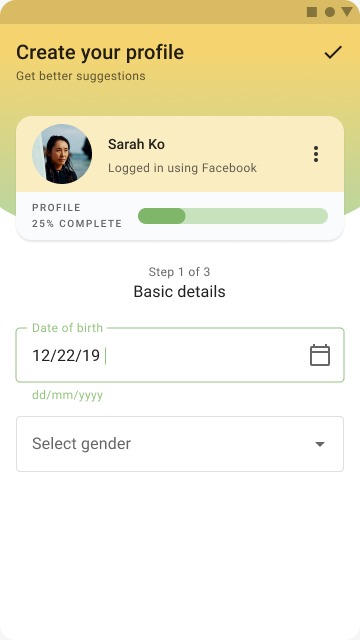 Create your profile
Get better suggestions
Sarah Ko
Logged in using Facebook
PROFILE
25% COMPLETE
Step 1 of 3
Basic details
Date of birth
12/22/19
dd/mm/yyyy
Select gender